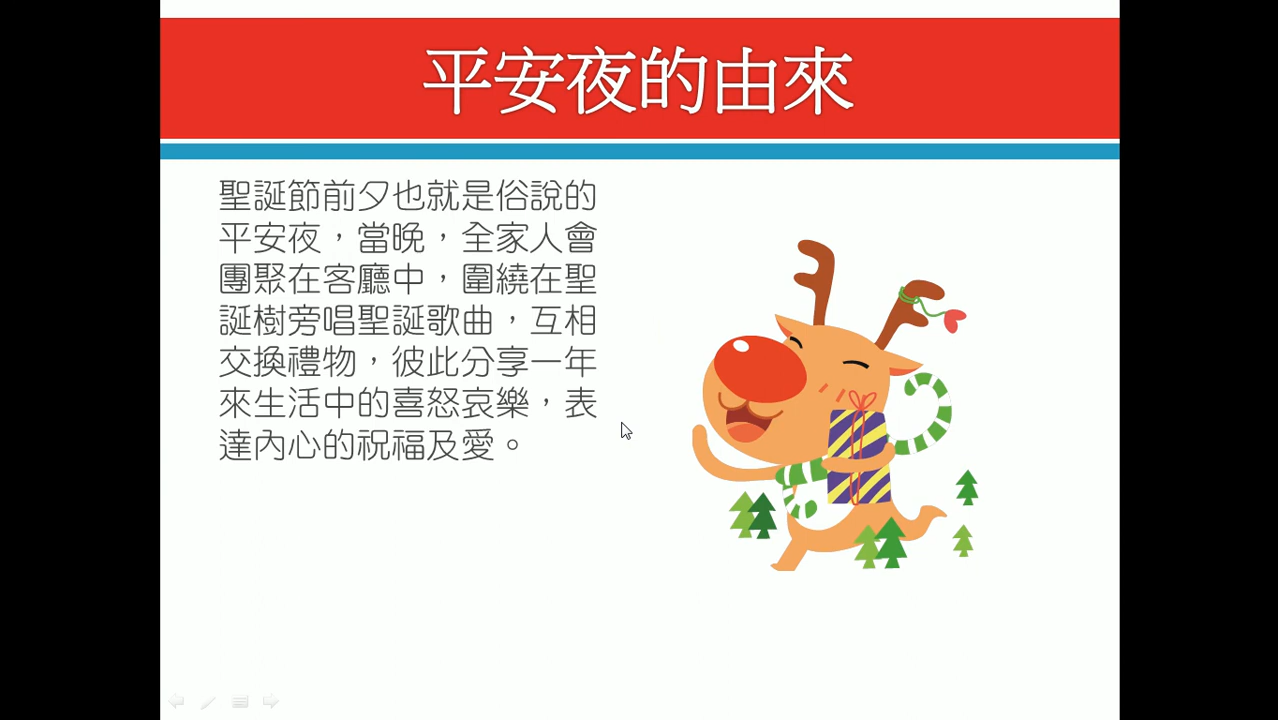 平安夜的由來
聖誕節前夕也就是俗說的
平安夜，當晚，全家人會
團聚在客廳中，圍繞在聖
誕樹旁唱聖誕歌曲，互相
交換禮物，彼此分享一年
來生活中的喜怒哀樂，表
達內心的祝福及愛。